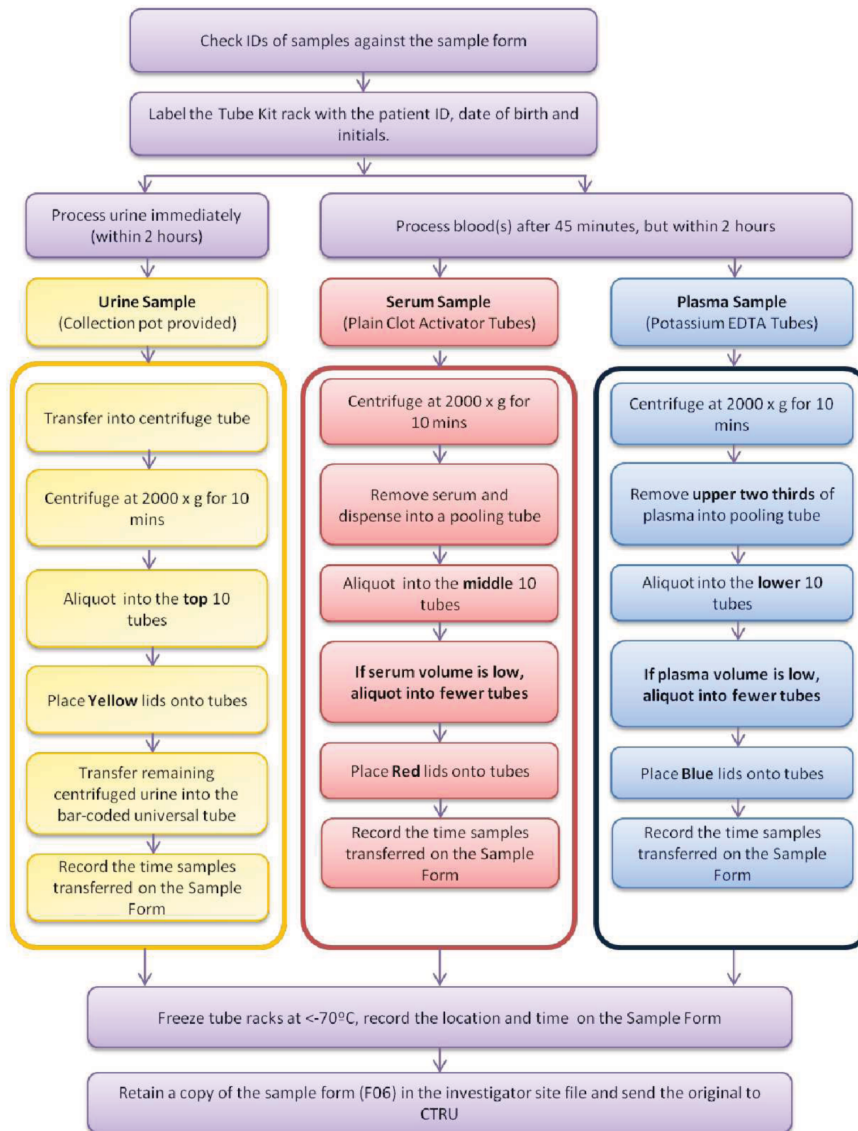 Check IDs of samples against the sample form
Label the Tube Kit rack with the patient ID, date of birth and
initials.
Process urine immediately
(within 2 hours)
Process blood(s) after 45 minutes, but within 2 hours
Urine Sample
(Collection pot provided)
Transfer into centrifuge tube
Centrifuge at 2000 x g for 10
mins
Aliquot into the top 10
tubes
Place Yellow lids onto tubes
Transfer remaining
centrifuged urine into the
bar-coded universal tube
Record the time samples
transferred on the Sample
Form
Serum Sample
(Plain Clot Activator Tubes)
Centrifuge at 2000 x g for
10 mins
Remove serum and
dispense into a pooling tube
Aliquot into the middle 10
tubes
If serum volume is low,
aliquot into fewer tubes
Place Red lids onto tubes
Record the time samples
transferred on the Sample
Form
Plasma Sample
(Potassium EDTA Tubes)
Centrifuge at 2000 x g for 10
mins
Remove upper two thirds of
plasma into pooling tube
Aliquot into the lower 10
tubes
If plasma volume is low,
aliquot into fewer tubes
Place Blue lids onto tubes
Record the time samples
transferred on the Sample
Form
Freeze tube racks at <-70ºC, record the location and time on the Sample Form
Retain a copy of the sample form (F06) in the investigator site file and send the original to
CTRU